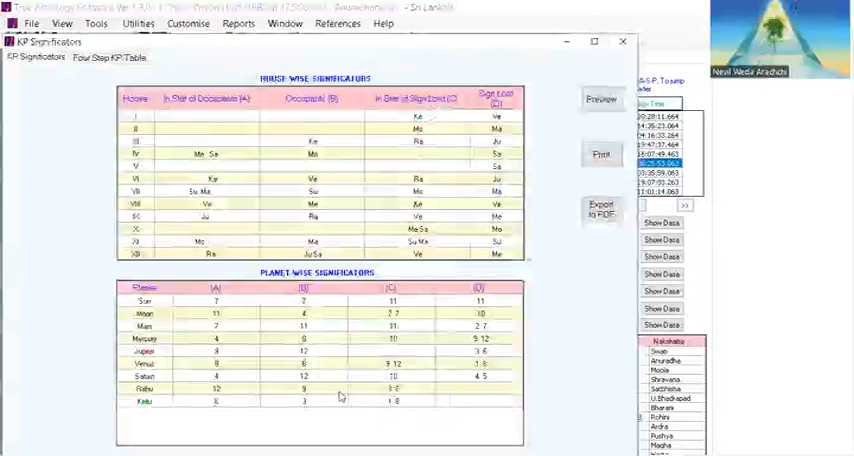 File View Tools Utilities Customise Reports Window References Help
KP Significators
KP Significators Four Step KP Table
HOUSE WISE SIGNIFICATORS
House In Star of Occupants (A) Occupants (B) In Star of Sign Lord (C) Sign Lord (D)
I Ke Ve
II Mo Ma
III Ke Ra Ju
IV Me Sa Mo Sa
V Sa
VI Ke Ve Ra Ju
VII Su Ma Su Mo Ma
VIII Ve Me Ke Ve
IX Ju Ra Ve Me
X Me Sa Mo
XI Mo Ma Su Ma Su
XII Ra Ju Sa Ve Me
PLANET WISE SIGNIFICATORS
Planets (A) (B) (C) (D)
Sun 7 7 11 11
Moon 11 4 2 7 10
Mars 7 11 11 2 7
Mercury 4 8 10 9 12
Jupiter 9 12 3 6
Venus 8 6 9 12 1 8
Saturn 4 12 10 4 5
Rahu 12 9 3 6
Ketu 6 3 1 8
Preview
Print
Export to PDF
Nevil Weda Arachchi
>>
Show Dasa
Show Dasa
Show Dasa
Show Dasa
Show Dasa
Show Dasa
Show Dasa
Nakshatra
Swati
Anuradha
Moola
Shravana
Satbhisha
U.Bhadrapad
Bharani
Rohini
Ardra
Pushya
Magha